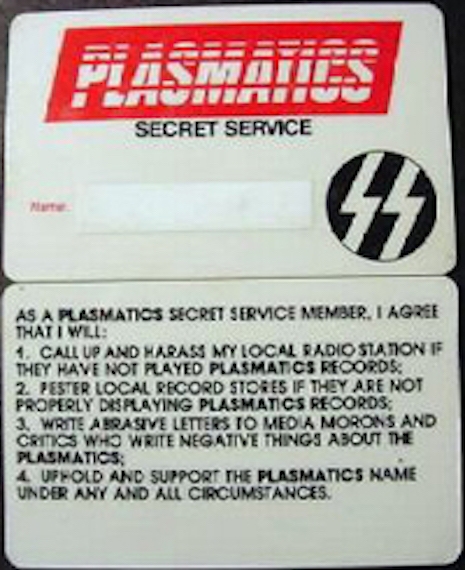 PLASMATICS
SECRET SERVICE
Name:
AS A PLASMATICS SECRET SERVICE MEMBER, I AGREE
THAT I WILL:
1. CALL UP AND HARASS MY LOCAL RADIO STATION IF
THEY HAVE NOT PLAYED PLASMATICS RECORDS;
2. PESTER LOCAL RECORD STORES IF THEY ARE NOT
PROPERLY DISPLAYING PLASMATICS RECORDS;
3. WRITE ABRASIVE LETTERS TO MEDIA MORONS AND
CRITICS WHO WRITE NEGATIVE THINGS ABOUT THE
PLASMATICS;
4. UPHOLD AND SUPPORT THE PLASMATICS NAME
UNDER ANY AND ALL CIRCUMSTANCES.